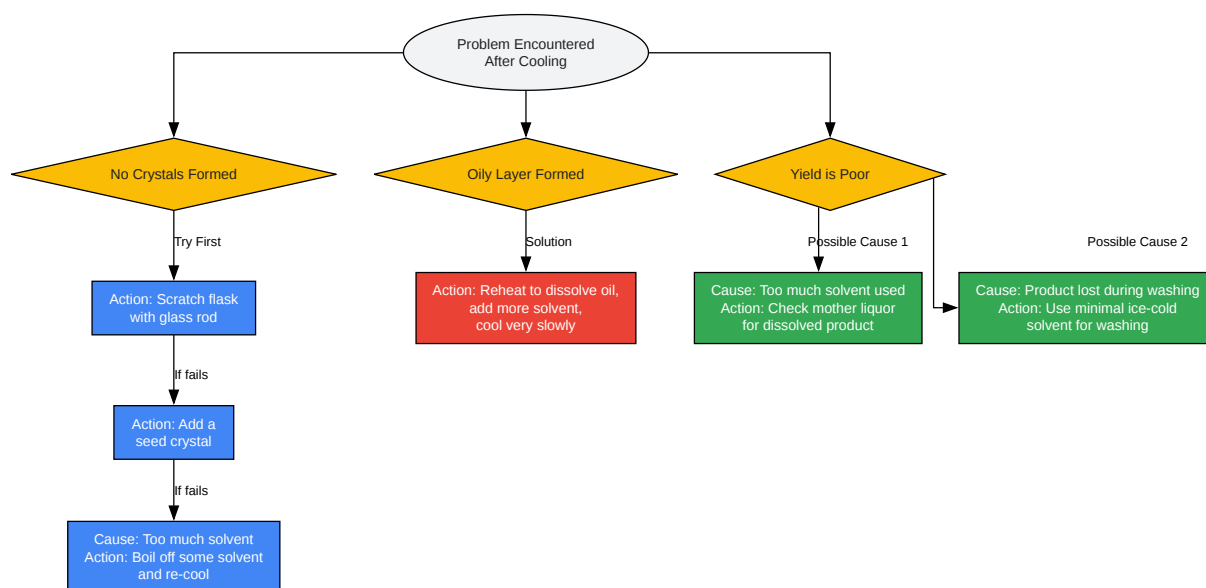 Problem Encountered
After Cooling
No Crystals Formed
Oily Layer Formed
Yield is Poor
Try First
Solution
Possible Cause 1
Possible Cause 2
Action: Scratch flask
with glass rod
Action: Reheat to dissolve oil,
add more solvent,
cool very slowly
Cause: Too much solvent used
Action: Check mother liquor
for dissolved product
Cause: Product lost during washing
Action: Use minimal ice-cold
solvent for washing
If fails
Action: Add a
seed crystal
If fails
Cause: Too much solvent
Action: Boil off some solvent
and re-cool